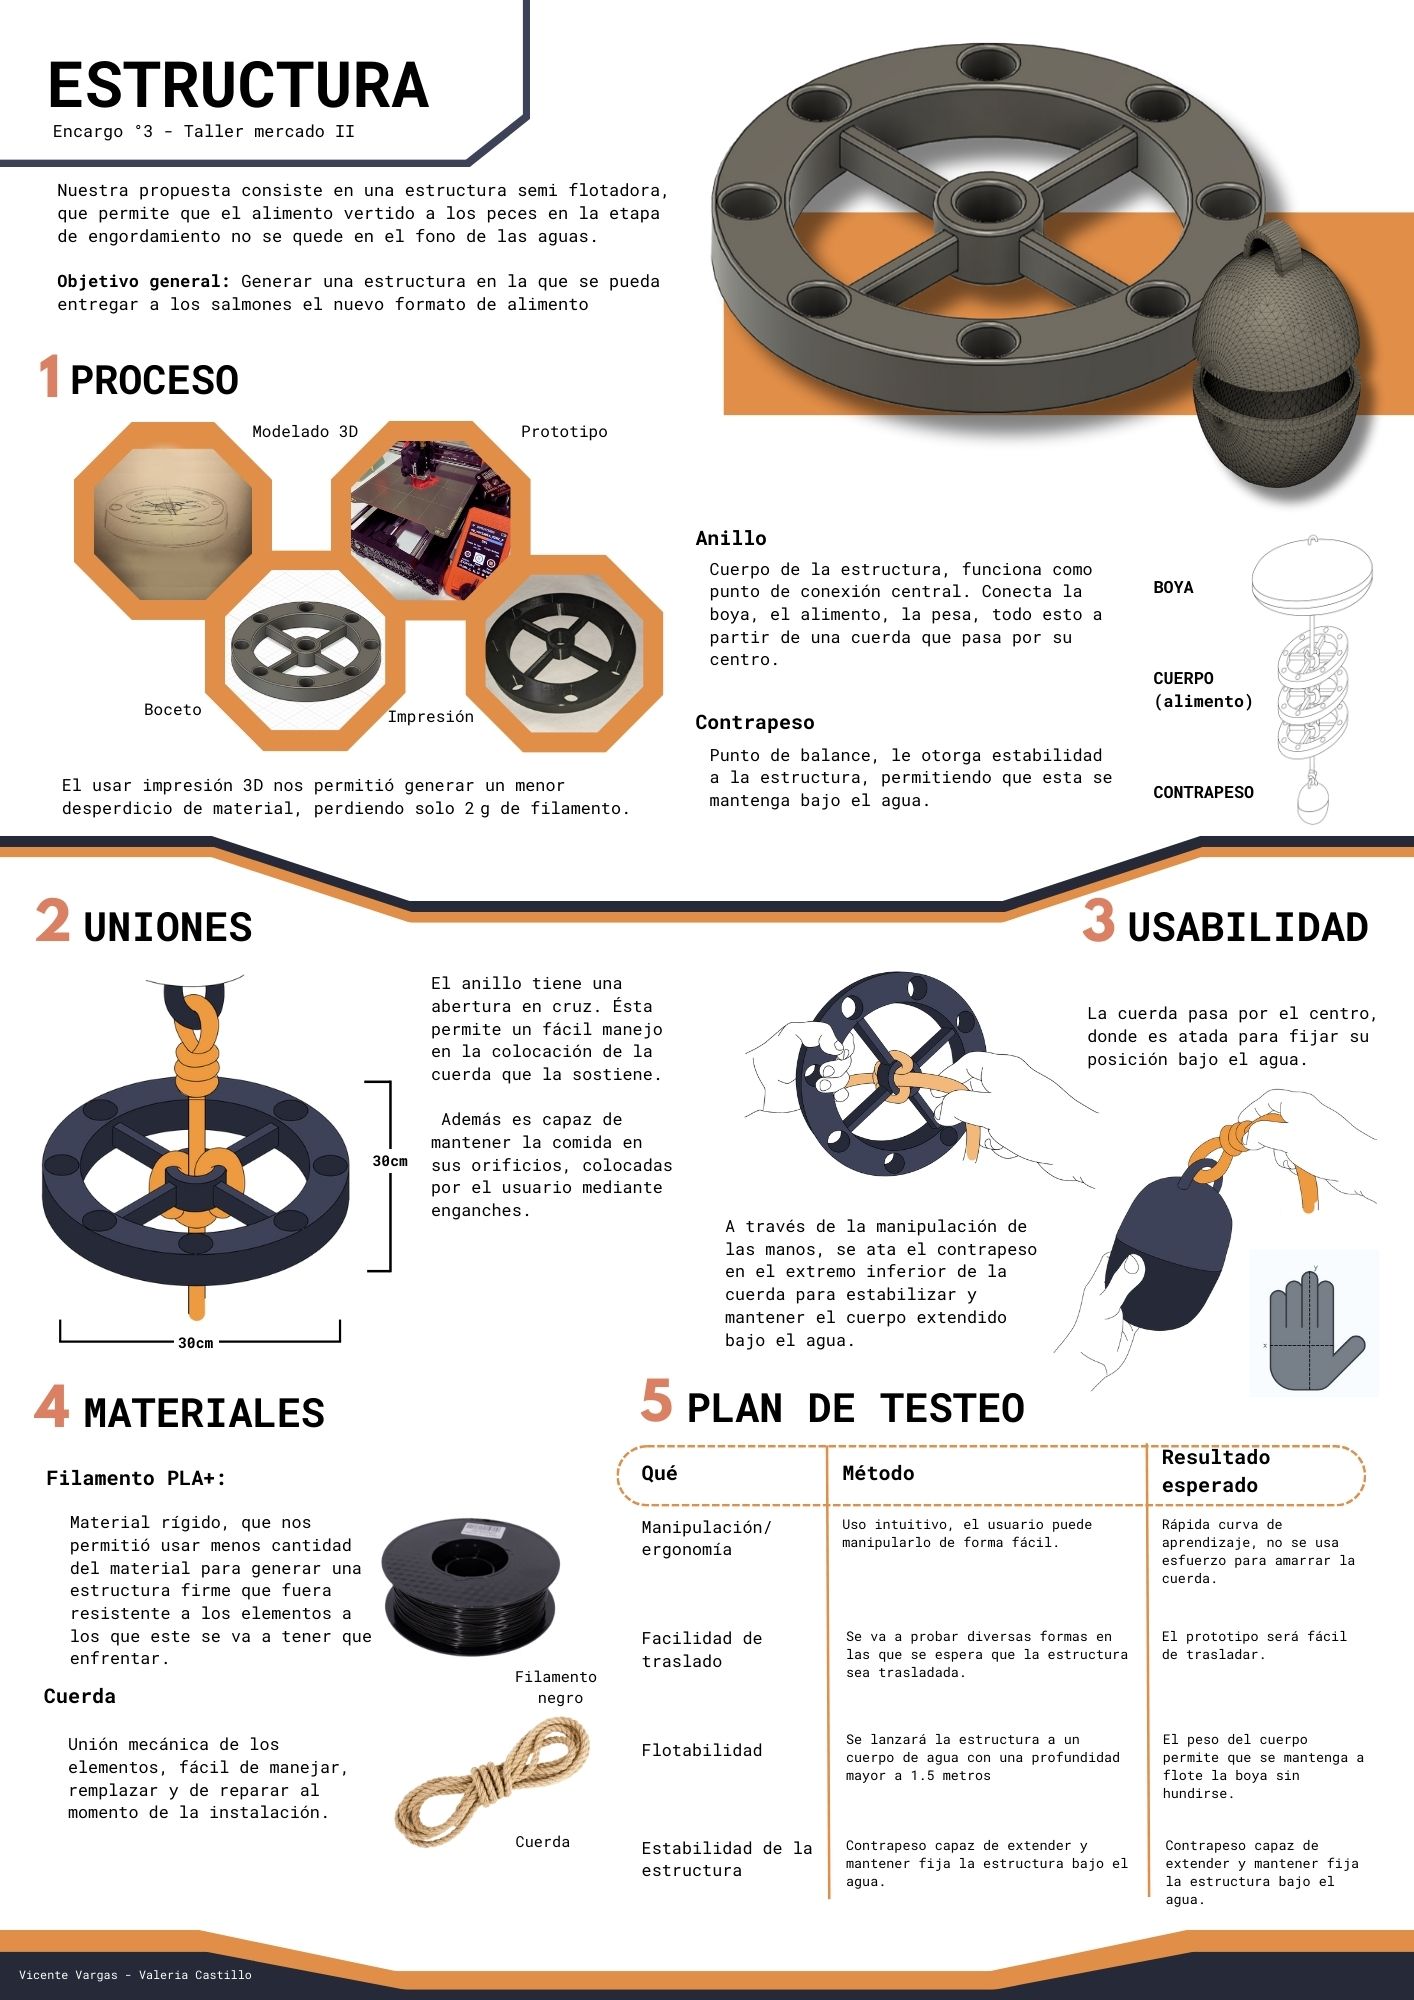 ESTRUCTURA
Encargo °3 - Taller mercado II
Nuestra propuesta consiste en una estructura semi flotadora,
que permite que el alimento vertido a los peces en la etapa
de engordamiento no se quede en el fono de las aguas.
Objetivo general: Generar una estructura en la que se pueda
entregar a los salmones el nuevo formato de alimento
1 PROCESO
Modelado 3D
Prototipo
Boceto
Impresión
El usar impresión 3D nos permitió generar un menor
desperdicio de material, perdiendo solo 2 g de filamento.
Anillo
Cuerpo de la estructura, funciona como
punto de conexión central. Conecta la
boya, el alimento, la pesa, todo esto a
partir de una cuerda que pasa por su
centro.
Contrapeso
Punto de balance, le otorga estabilidad
a la estructura, permitiendo que esta se
mantenga bajo el agua.
BOYA
CUERPO
(alimento)
CONTRAPESO
2 UNIONES
El anillo tiene una
abertura en cruz. Ésta
permite un fácil manejo
en la colocación de la
cuerda que la sostiene.
Además es capaz de
mantener la comida en
sus orificios, colocadas
por el usuario mediante
enganches.
30cm
30cm
3 USABILIDAD
La cuerda pasa por el centro,
donde es atada para fijar su
posición bajo el agua.
A través de la manipulación de
las manos, se ata el contrapeso
en el extremo inferior de la
cuerda para estabilizar y
mantener el cuerpo extendido
bajo el agua.
y
x
4 MATERIALES
Filamento PLA+:
Material rígido, que nos
permitió usar menos cantidad
del material para generar una
estructura firme que fuera
resistente a los elementos a
los que este se va a tener que
enfrentar.
Filamento
negro
Cuerda
Unión mecánica de los
elementos, fácil de manejar,
remplazar y de reparar al
momento de la instalación.
Cuerda
5 PLAN DE TESTEO
Qué
Método
Resultado
esperado
Manipulación/
ergonomía
Uso intuitivo, el usuario puede
manipularlo de forma fácil.
Rápida curva de
aprendizaje, no se usa
esfuerzo para amarrar la
cuerda.
Facilidad de
traslado
Se va a probar diversas formas en
las que se espera que la estructura
sea trasladada.
El prototipo será fácil
de trasladar.
Flotabilidad
Se lanzará la estructura a un
cuerpo de agua con una profundidad
mayor a 1.5 metros
El peso del cuerpo
permite que se mantenga a
flote la boya sin
hundirse.
Estabilidad de la
estructura
Contrapeso capaz de extender y
mantener fija la estructura bajo el
agua.
Contrapeso capaz de
extender y mantener fija
la estructura bajo el
agua.
Vicente Vargas - Valeria Castillo